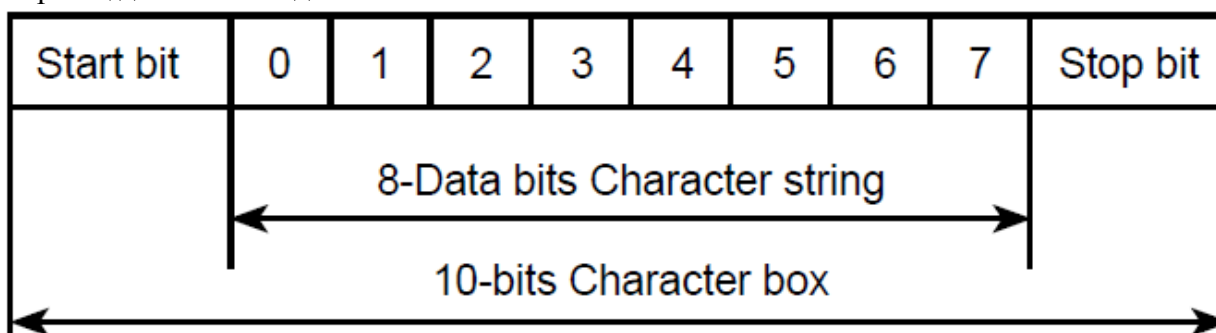 Start bit 0 1 2 3 4 5 6 7 Stop bit
8-Data bits Character string
10-bits Character box